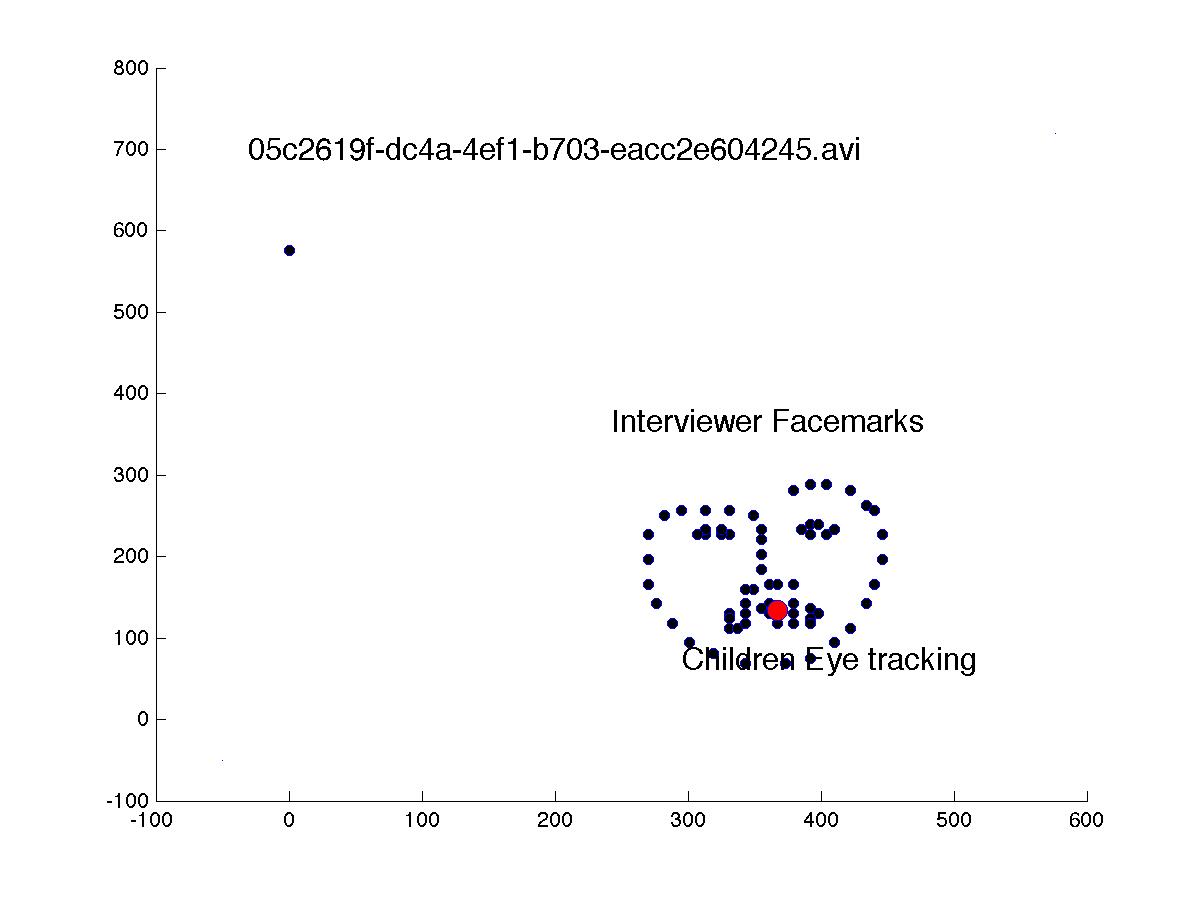 800
700
05c2619f-dc4a-4ef1-b703-eacc2e604245.avi
600
500
400
Interviewer Facemarks
300
200
100
Children Eye tracking
0
-100
-100 0 100 200 300 400 500 600